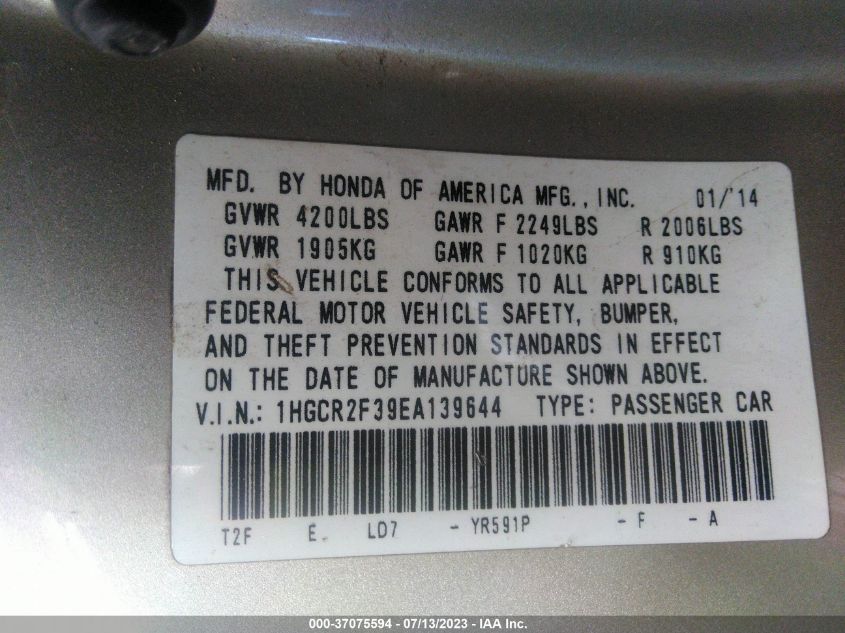 MFD. BY HONDA OF AMERICA MFG., INC. 01/'14
GVWR 4200LBS GAWR F 2249LBS R 2006LBS
GVWR 1905KG GAWR F 1020KG R 910KG
THIS VEHICLE CONFORMS TO ALL APPLICABLE
FEDERAL MOTOR VEHICLE SAFETY, BUMPER,
AND THEFT PREVENTION STANDARDS IN EFFECT
ON THE DATE OF MANUFACTURE SHOWN ABOVE.
V.I.N.: 1HGCR2F39EA139644 TYPE: PASSENGER CAR
T2F E. LD7 - YR591P - F - A
000-37075594 - 07/13/2023 - IAA Inc.